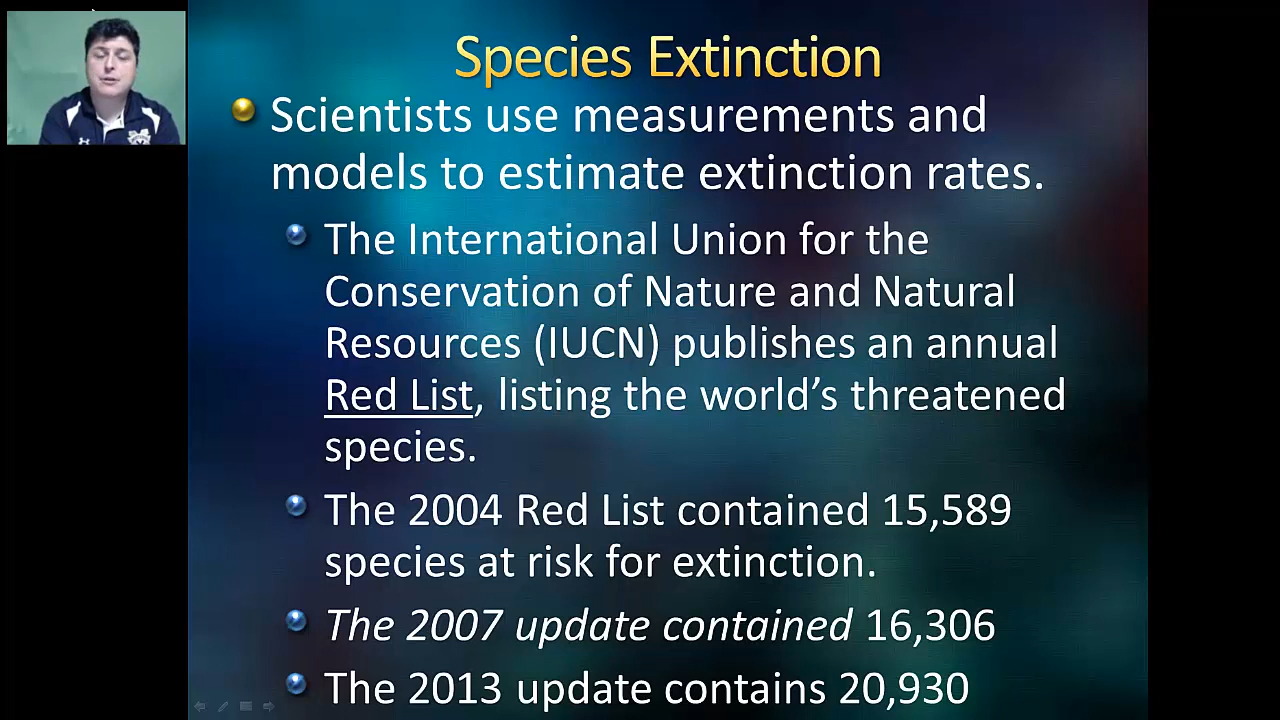 Species Extinction
Scientists use measurements and
models to estimate extinction rates.
The International Union for the
Conservation of Nature and Natural
Resources (IUCN) publishes an annual
Red List, listing the world’s threatened
species.
The 2004 Red List contained 15,589
species at risk for extinction.
The 2007 update contained 16,306
The 2013 update contains 20,930